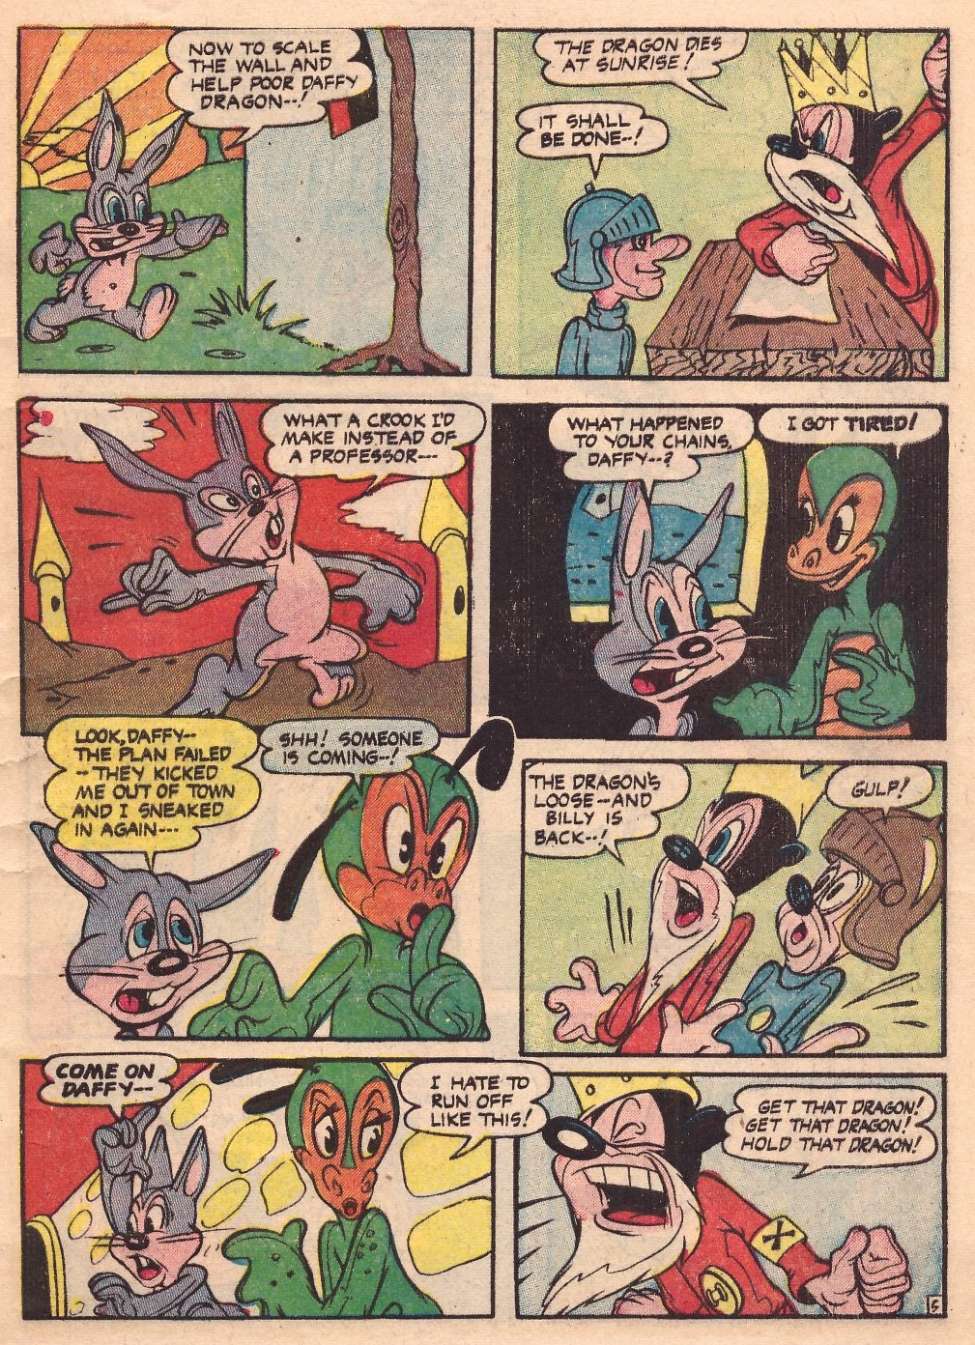 NOW TO SCALE
THE WALL AND
HELP POOR DAFFY
DRAGON--!
THE DRAGON DIES
AT SUNRISE!
IT SHALL
BE DONE--!
WHAT A CROOK I'D
MAKE INSTEAD OF
A PROFESSOR---
WHAT HAPPENED
TO YOUR CHAINS,
DAFFY--?
I GOT TIRED!
LOOK, DAFFY--
THE PLAN FAILED
--THEY KICKED
ME OUT OF TOWN
AND I SNEAKED
IN AGAIN---
SHH! SOMEONE
IS COMING--!
THE DRAGON'S
LOOSE--AND
BILLY IS
BACK--!
GULP!
COME ON
DAFFY--
I HATE TO
RUN OFF
LIKE THIS!
GET THAT DRAGON!
GET THAT DRAGON!
HOLD THAT DRAGON!
5